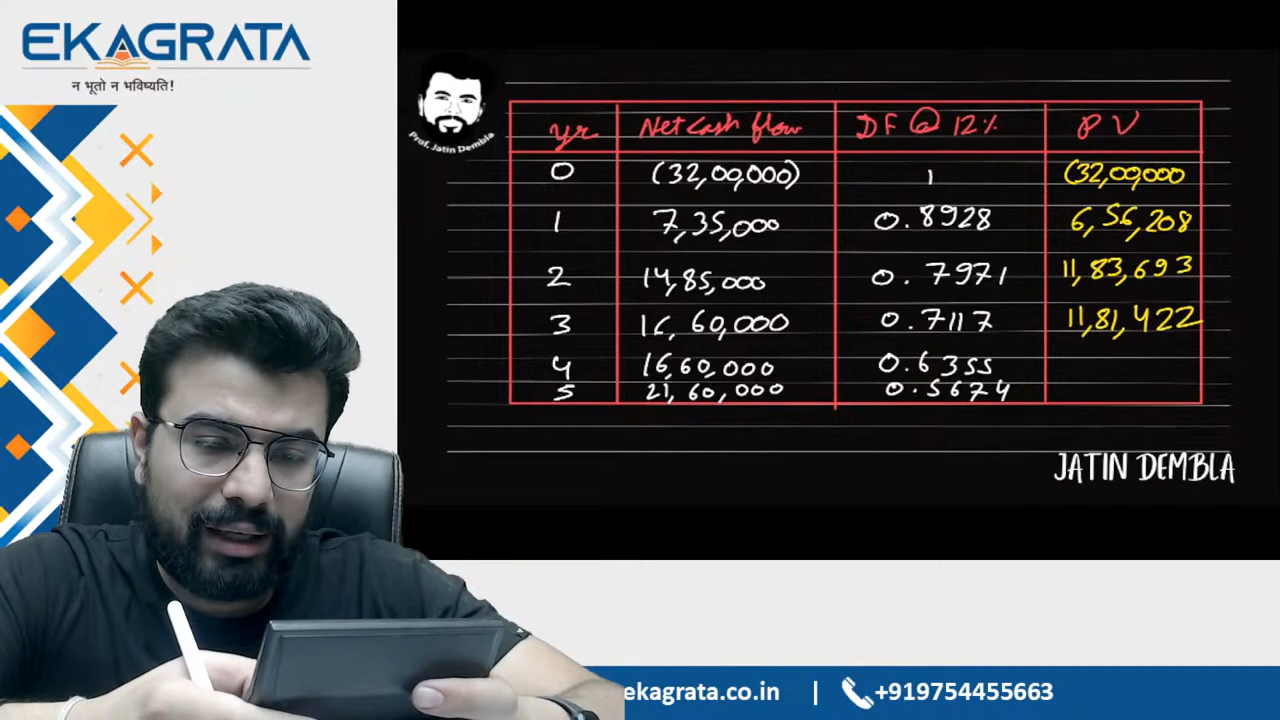 EKAGRATA
न भूतो न भविष्यति!
Prof. Jatin Dembla
yr Net Cash flow DF @ 12% PV
0 (32,00,000) 1 (32,00,000
1 7,35,000 0.8928 6,56,208
2 14,85,000 0.7971 11,83,693
3 16,60,000 0.7117 11,81,422
4 16,60,000 0.6355
5 21,60,000 0.5674
JATIN DEMBLA
ekagrata.co.in | +919754455663